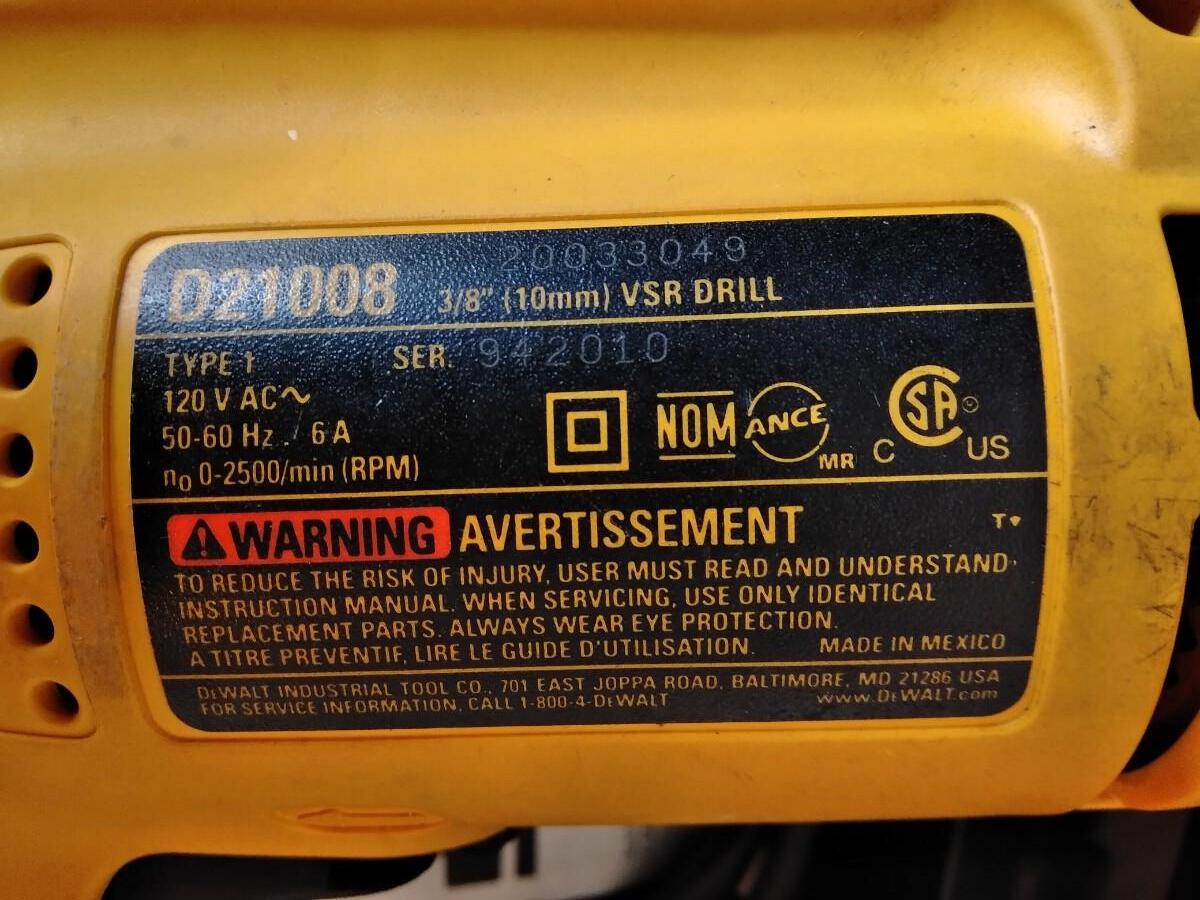 20033049
D21008 3/8" (10mm) VSR DRILL
TYPE 1 SER. 942010
120 V AC~
50-60 Hz . 6 A
n₀ 0-2500/min (RPM)
NOM ANCE MR C SA US
⚠WARNING AVERTISSEMENT
TO REDUCE THE RISK OF INJURY, USER MUST READ AND UNDERSTAND
INSTRUCTION MANUAL. WHEN SERVICING, USE ONLY IDENTICAL
REPLACEMENT PARTS. ALWAYS WEAR EYE PROTECTION.
A TITRE PREVENTIF, LIRE LE GUIDE D'UTILISATION. MADE IN MEXICO
DEWALT INDUSTRIAL TOOL CO., 701 EAST JOPPA ROAD, BALTIMORE, MD 21286 USA
FOR SERVICE INFORMATION, CALL 1-800-4-DEWALT www.DEWALT.com